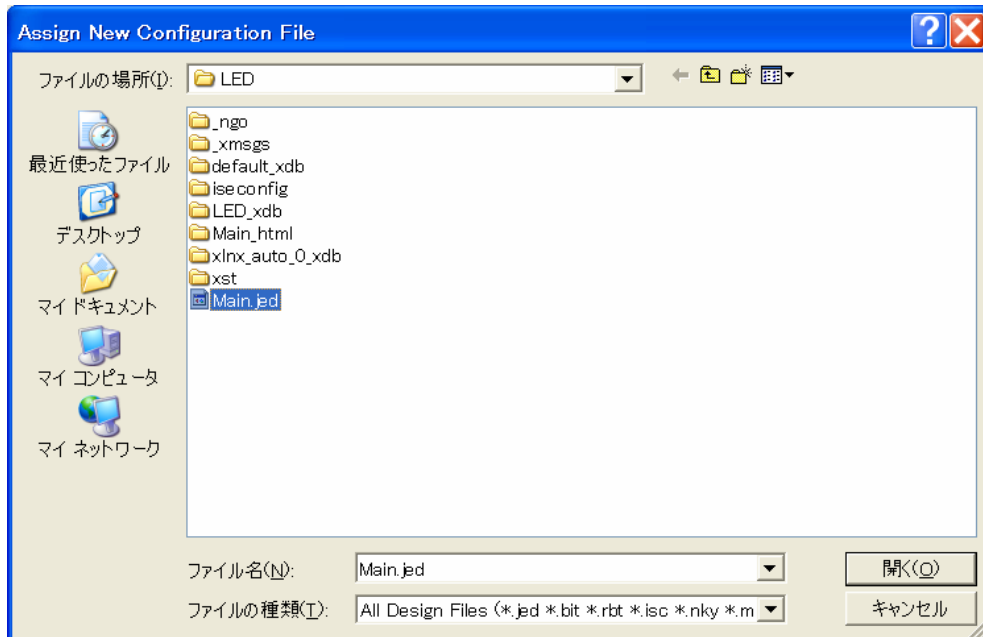 Assign New Configuration File
ファイルの場所(I):
LED
最近使ったファイル
デスクトップ
マイ ドキュメント
マイ コンピュータ
マイ ネットワーク
_ngo
_xmsgs
default_xdb
iseconfig
LED_xdb
Main_html
xlnx_auto_0_xdb
xst
Main.jed
ファイル名(N):
Main.jed
開く(O)
ファイルの種類(T):
All Design Files (*.jed *.bit *.rbt *.isc *.nky *.m
キャンセル